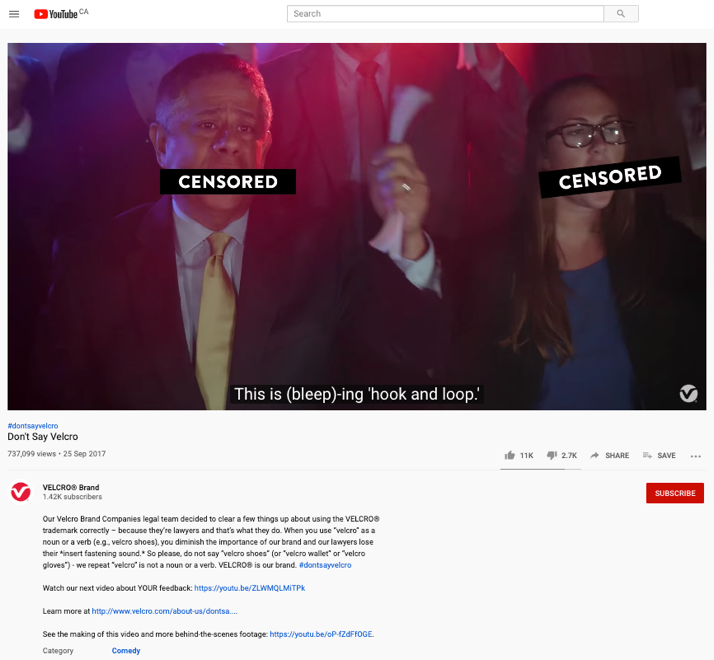 YouTube CA
Search
CENSORED
CENSORED
This is (bleep)-ing 'hook and loop.'
#dontsayvelcro
Don't Say Velcro
737,099 views • 25 Sep 2017
11K 2.7K SHARE SAVE ...
VELCRO® Brand
1.42K subscribers
SUBSCRIBE
Our Velcro Brand Companies legal team decided to clear a few things up about using the VELCRO®
trademark correctly – because they're lawyers and that's what they do. When you use "velcro" as a
noun or a verb (e.g., velcro shoes), you diminish the importance of our brand and our lawyers lose
their *insert fastening sound.* So please, do not say "velcro shoes" (or "velcro wallet" or "velcro
gloves") - we repeat "velcro" is not a noun or a verb. VELCRO® is our brand. #dontsayvelcro
Watch our next video about YOUR feedback: https://youtu.be/ZLWMQLMiTPk
Learn more at http://www.velcro.com/about-us/dontsa....
See the making of this video and more behind-the-scenes footage: https://youtu.be/oP-fZdFfOGE.
Category Comedy